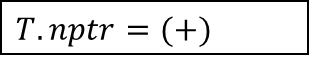 T.nptr = (+)